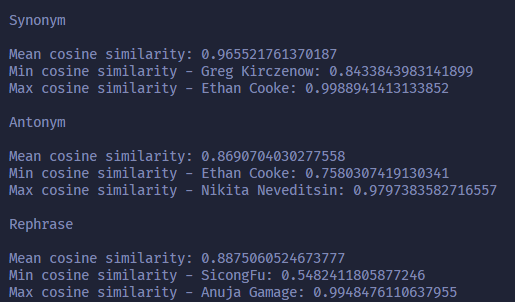 Synonym
Mean cosine similarity: 0.965521761370187
Min cosine similarity - Greg Kirczenow: 0.8433843983141899
Max cosine similarity - Ethan Cooke: 0.9988941413133852
Antonym
Mean cosine similarity: 0.8690704030277558
Min cosine similarity - Ethan Cooke: 0.7580307419130341
Max cosine similarity - Nikita Neveditsin: 0.9797383582716557
Rephrase
Mean cosine similarity: 0.8875060524673777
Min cosine similarity - SicongFu: 0.5482411805877246
Max cosine similarity - Anuja Gamage: 0.9948476110637955